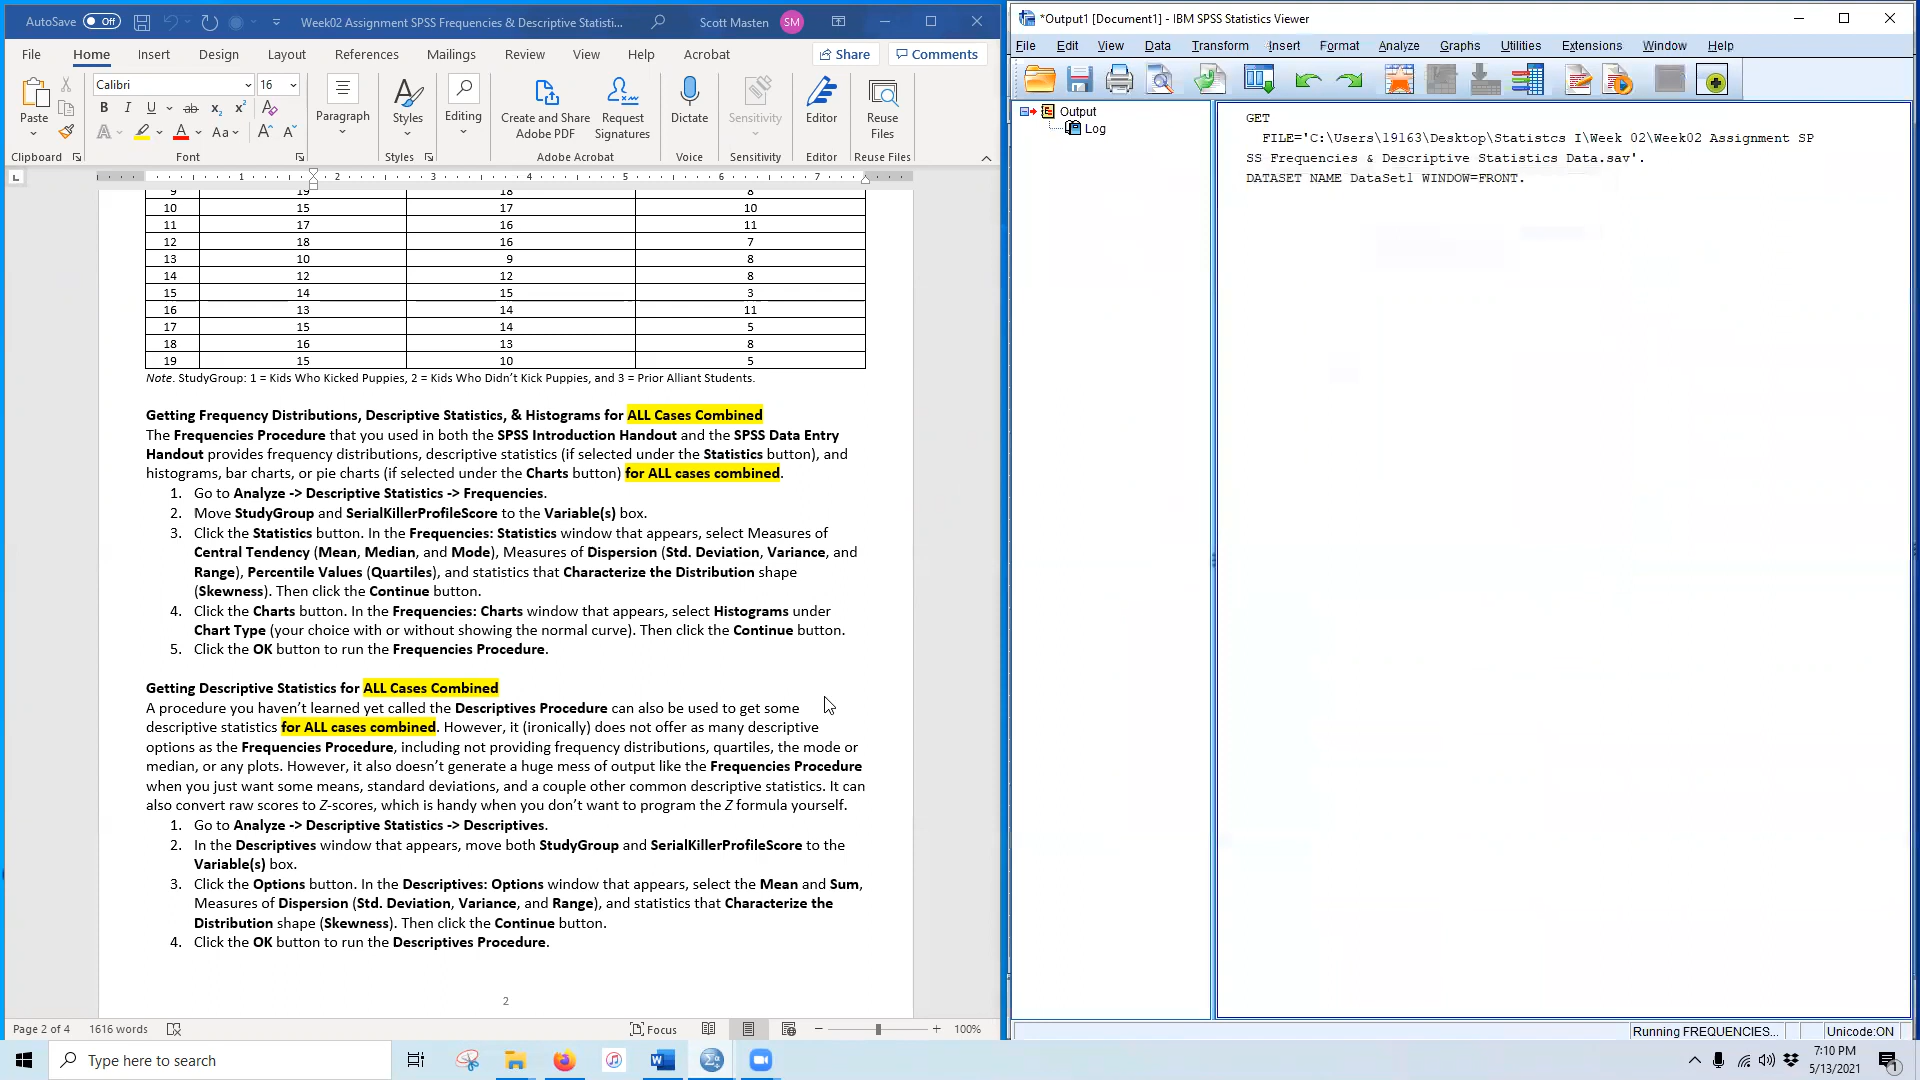 AutoSave Off Week02 Assignment SPSS Frequencies & Descriptive Statisti... Scott Masten SM
File Home Insert Design Layout References Mailings Review View Help Acrobat Share Comments
Calibri 16
Paste Paragraph Styles Editing Create and Share Adobe PDF Request Signatures Dictate Sensitivity Editor Reuse Files
Clipboard Font Styles Adobe Acrobat Voice Sensitivity Editor Reuse Files
1 2 3 4 5 6 7
9 19 18 8
10 15 17 10
11 17 16 11
12 18 16 7
13 10 9 8
14 12 12 8
15 14 15 3
16 13 14 11
17 15 14 5
18 16 13 8
19 15 10 5
Note. StudyGroup: 1 = Kids Who Kicked Puppies, 2 = Kids Who Didn't Kick Puppies, and 3 = Prior Alliant Students.
Getting Frequency Distributions, Descriptive Statistics, & Histograms for ALL Cases Combined
The Frequencies Procedure that you used in both the SPSS Introduction Handout and the SPSS Data Entry
Handout provides frequency distributions, descriptive statistics (if selected under the Statistics button), and
histograms, bar charts, or pie charts (if selected under the Charts button) for ALL cases combined.
1. Go to Analyze -> Descriptive Statistics -> Frequencies.
2. Move StudyGroup and SerialKillerProfileScore to the Variable(s) box.
3. Click the Statistics button. In the Frequencies: Statistics window that appears, select Measures of
Central Tendency (Mean, Median, and Mode), Measures of Dispersion (Std. Deviation, Variance, and
Range), Percentile Values (Quartiles), and statistics that Characterize the Distribution shape
(Skewness). Then click the Continue button.
4. Click the Charts button. In the Frequencies: Charts window that appears, select Histograms under
Chart Type (your choice with or without showing the normal curve). Then click the Continue button.
5. Click the OK button to run the Frequencies Procedure.
Getting Descriptive Statistics for ALL Cases Combined
A procedure you haven't learned yet called the Descriptives Procedure can also be used to get some
descriptive statistics for ALL cases combined. However, it (ironically) does not offer as many descriptive
options as the Frequencies Procedure, including not providing frequency distributions, quartiles, the mode or
median, or any plots. However, it also doesn't generate a huge mess of output like the Frequencies Procedure
when you just want some means, standard deviations, and a couple other common descriptive statistics. It can
also convert raw scores to Z-scores, which is handy when you don't want to program the Z formula yourself.
1. Go to Analyze -> Descriptive Statistics -> Descriptives.
2. In the Descriptives window that appears, move both StudyGroup and SerialKillerProfileScore to the
Variable(s) box.
3. Click the Options button. In the Descriptives: Options window that appears, select the Mean and Sum,
Measures of Dispersion (Std. Deviation, Variance, and Range), and statistics that Characterize the
Distribution shape (Skewness). Then click the Continue button.
4. Click the OK button to run the Descriptives Procedure.
2
Page 2 of 4 1616 words Focus 100%
*Output1 [Document1] - IBM SPSS Statistics Viewer
File Edit View Data Transform Insert Format Analyze Graphs Utilities Extensions Window Help
Output
Log
GET
FILE='C:\Users\19163\Desktop\Statistcs I\Week 02\Week02 Assignment SP
SS Frequencies & Descriptive Statistics Data.sav'.
DATASET NAME DataSet1 WINDOW=FRONT.
Running FREQUENCIES... Unicode:ON
Type here to search
7:10 PM
5/13/2021
1